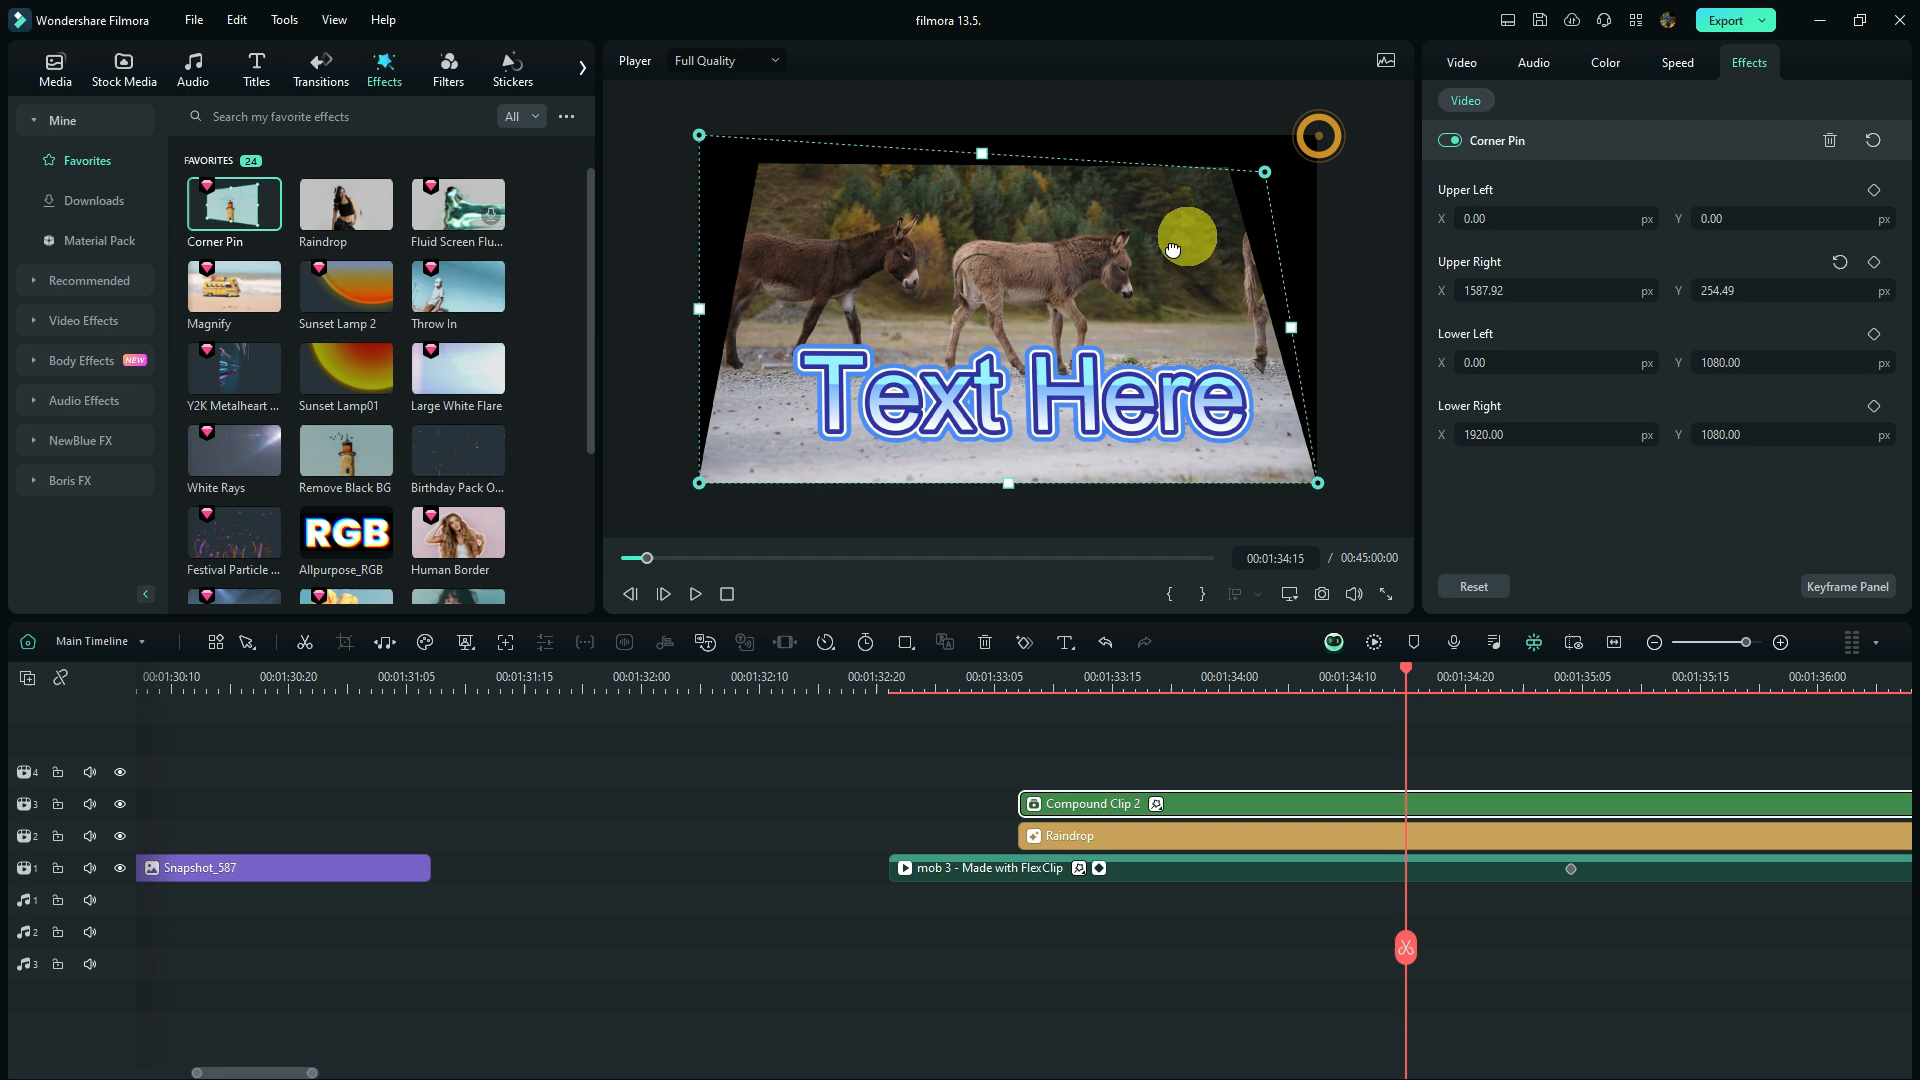 Wondershare Filmora
File
Edit
Tools
View
Help
filmora 13.5.
Export
Media
Stock Media
Audio
Titles
Transitions
Effects
Filters
Stickers
Player
Full Quality
Video
Audio
Color
Speed
Effects
Mine
Favorites
Downloads
Material Pack
Recommended
Video Effects
Body Effects
NEW
Audio Effects
NewBlue FX
Boris FX
Search my favorite effects
All
FAVORITES 24
Corner Pin
Raindrop
Fluid Screen Flu...
Magnify
Sunset Lamp 2
Throw In
Y2K Metalheart ...
Sunset Lamp01
Large White Flare
White Rays
Remove Black BG
Birthday Pack O...
RGB
Festival Particle ...
Allpurpose_RGB
Human Border
Text Here
00:01:34:15 / 00:45:00:00
Video
Corner Pin
Upper Left
X 0.00 px Y 0.00 px
Upper Right
X 1587.92 px Y 254.49 px
Lower Left
X 0.00 px Y 1080.00 px
Lower Right
X 1920.00 px Y 1080.00 px
Reset
Keyframe Panel
Main Timeline
00:01:30:10
00:01:30:20
00:01:31:05
00:01:31:15
00:01:32:00
00:01:32:10
00:01:32:20
00:01:33:05
00:01:33:15
00:01:34:00
00:01:34:10
00:01:34:20
00:01:35:05
00:01:35:15
00:01:36:00
4
3
Compound Clip 2
2
Raindrop
1
Snapshot_587
mob 3 - Made with FlexClip
1
2
3